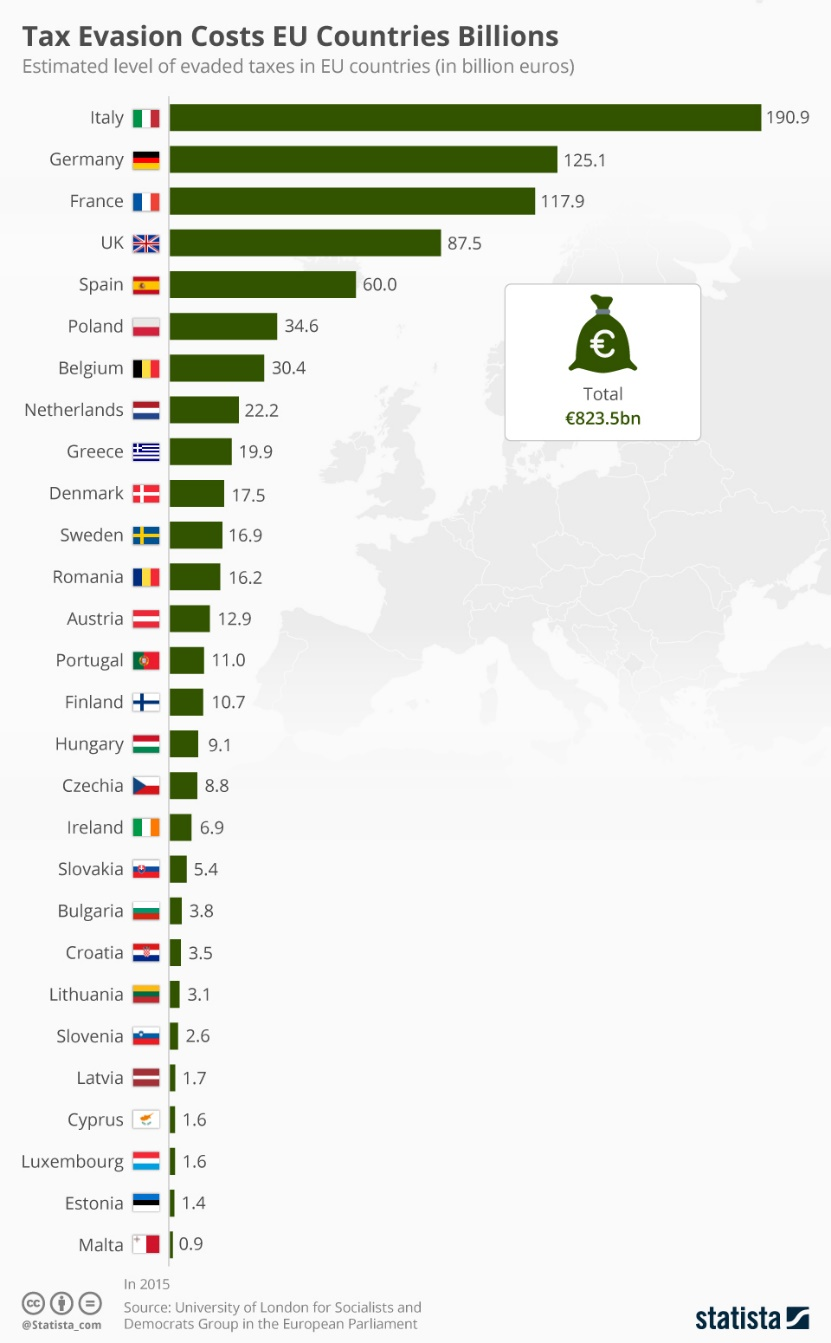 Tax Evasion Costs EU Countries Billions
Estimated level of evaded taxes in EU countries (in billion euros)
Italy 190.9
Germany 125.1
France 117.9
UK 87.5
Spain 60.0
Poland 34.6
Belgium 30.4
Netherlands 22.2
Greece 19.9
Denmark 17.5
Sweden 16.9
Romania 16.2
Austria 12.9
Portugal 11.0
Finland 10.7
Hungary 9.1
Czechia 8.8
Ireland 6.9
Slovakia 5.4
Bulgaria 3.8
Croatia 3.5
Lithuania 3.1
Slovenia 2.6
Latvia 1.7
Cyprus 1.6
Luxembourg 1.6
Estonia 1.4
Malta 0.9
€
Total
€823.5bn
In 2015
Source: University of London for Socialists and
Democrats Group in the European Parliament
cc
@Statista_com
statista